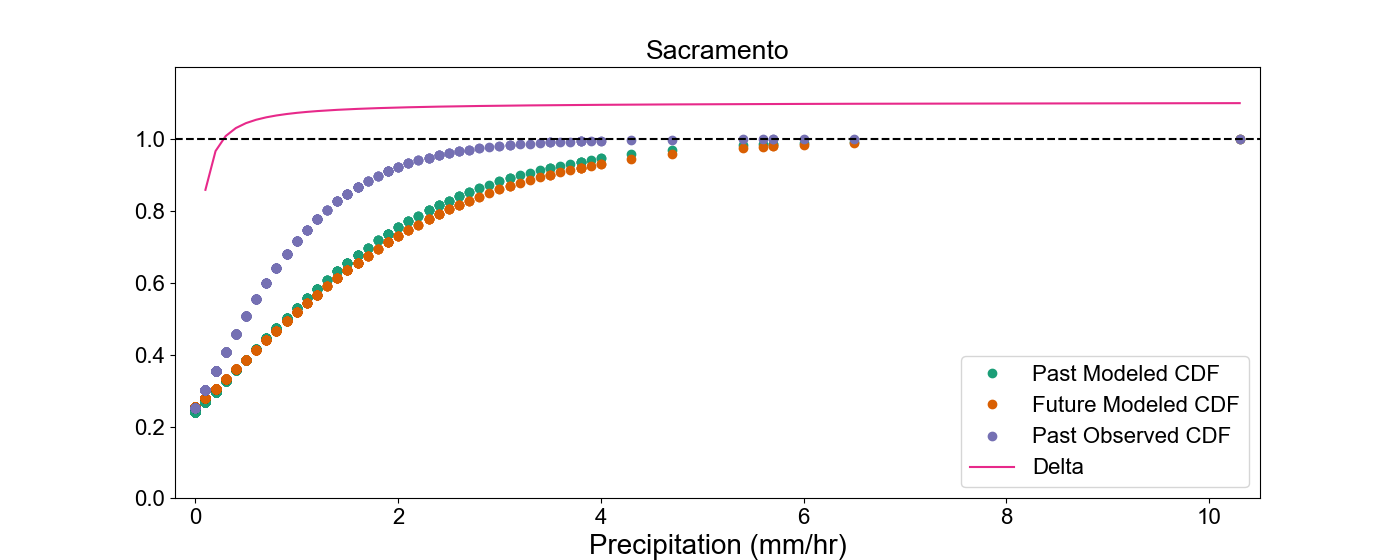 Sacramento
1.0
0.8
0.6
0.4
0.2
0.0
0 2 4 6 8 10
Precipitation (mm/hr)
Past Modeled CDF
Future Modeled CDF
Past Observed CDF
Delta